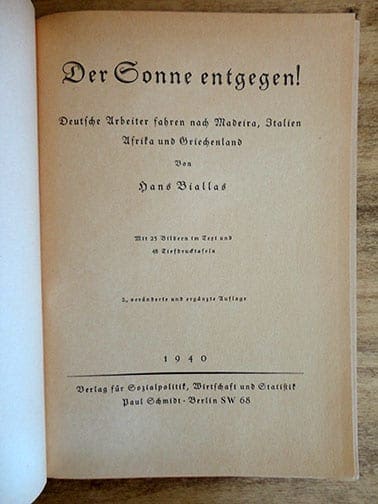 Der Sonne entgegen!
Deutsche Arbeiter fahren nach Madeira, Italien
Afrika und Griechenland
Von
Hans Biallas
Mit 25 Bildern im Text und
48 Tiefdrucktafeln
2., veränderte und ergänzte Auflage
1940
Verlag für Sozialpolitik, Wirtschaft und Statistik
Paul Schmidt - Berlin SW 68